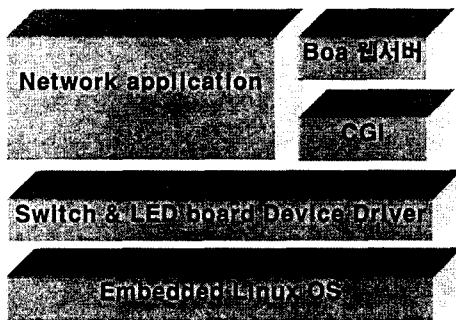 Network application
Boa 웹서버
CGI
Switch & LED board Device Driver
Embedded Linux OS